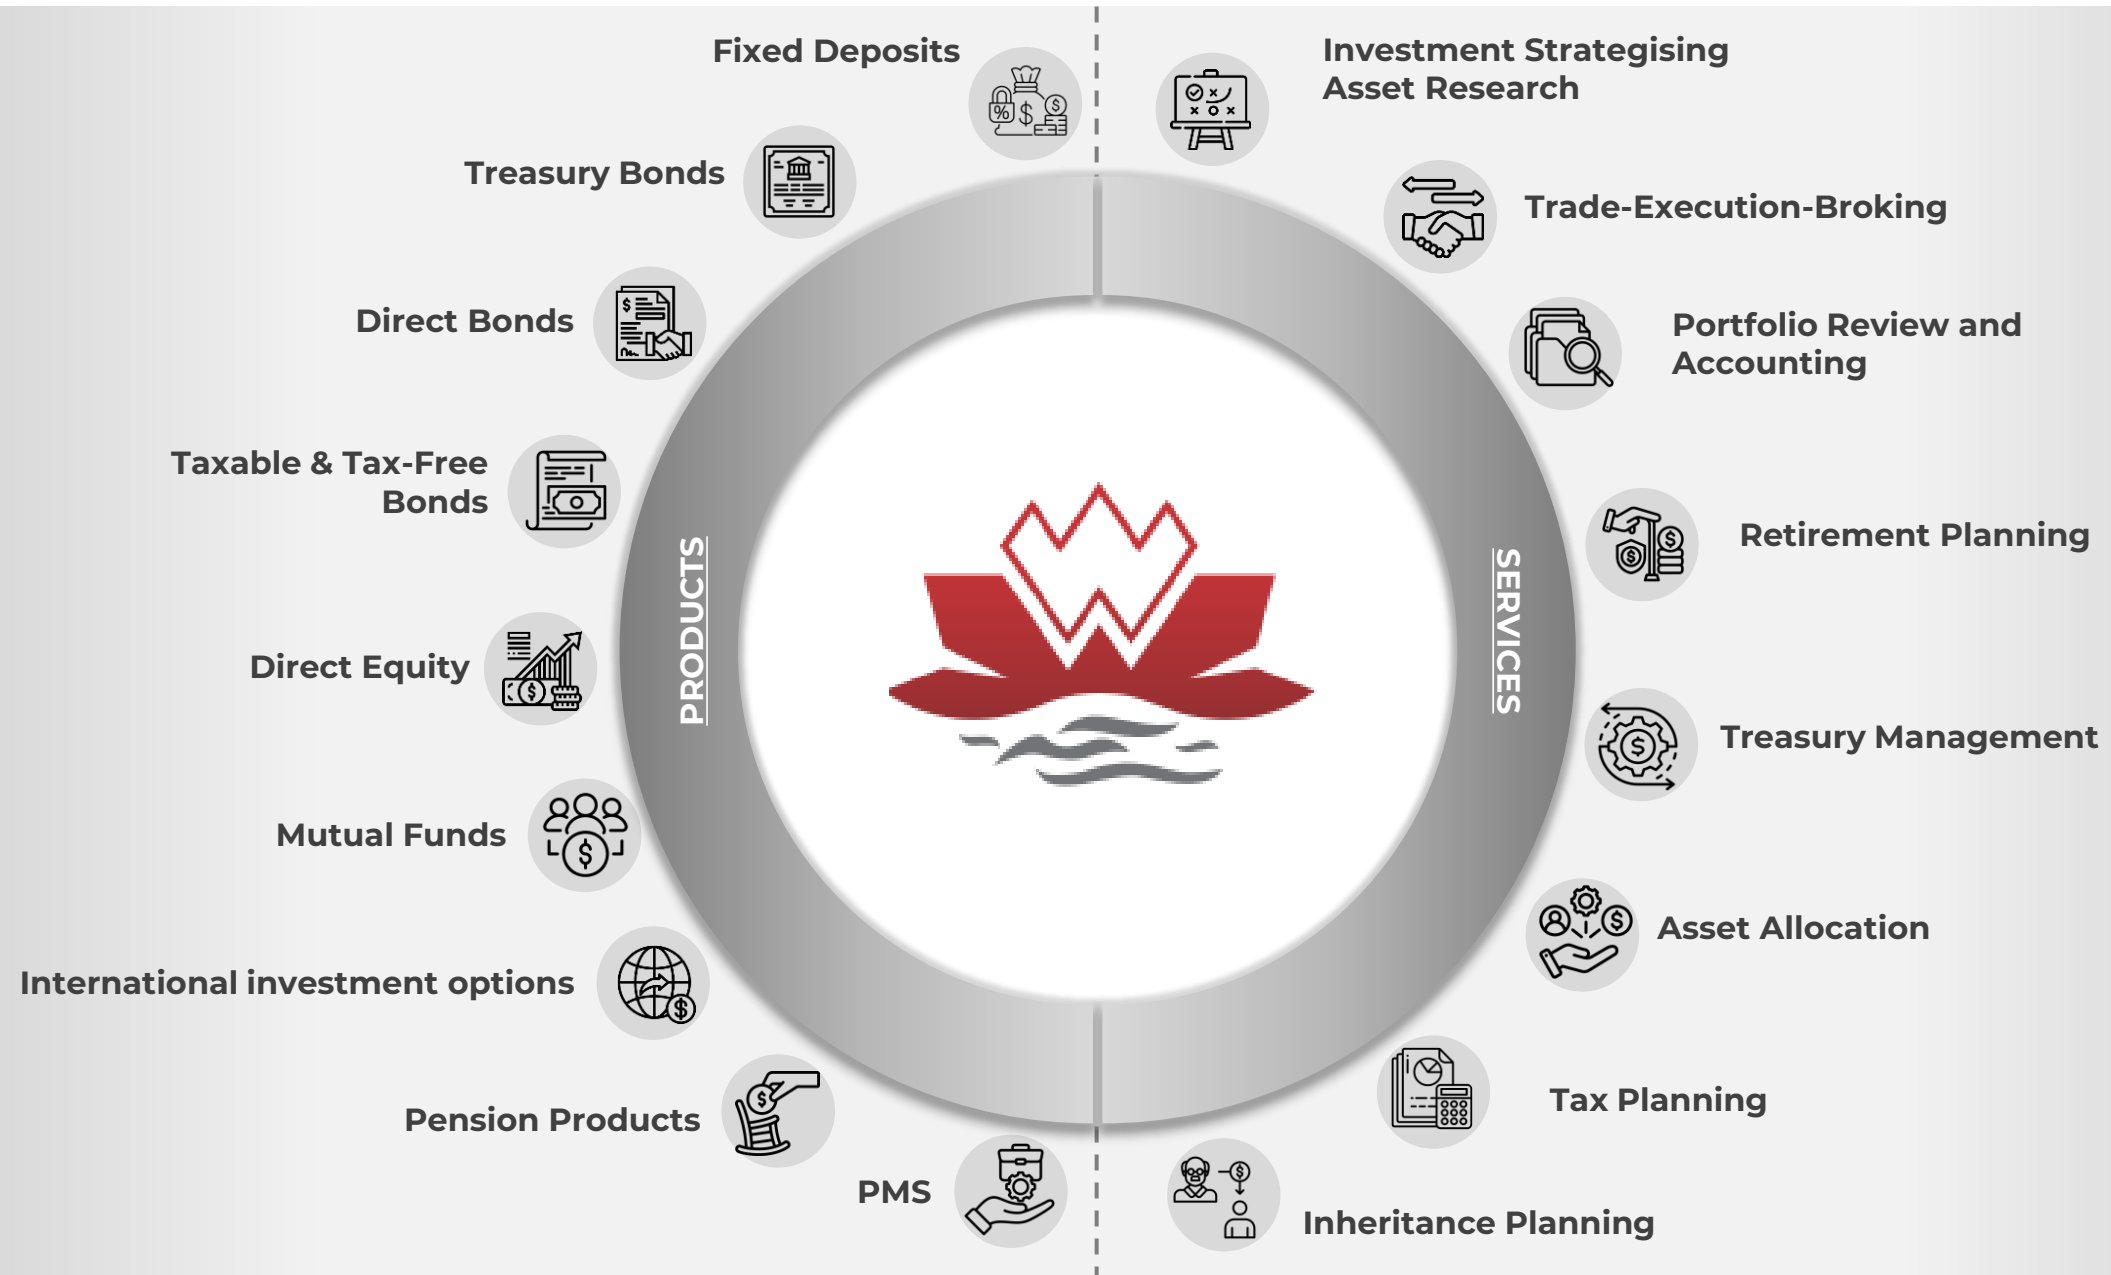 Fixed Deposits
Treasury Bonds
Direct Bonds
Taxable & Tax-Free
Bonds
Direct Equity
Mutual Funds
International investment options
Pension Products
PMS
PRODUCTS
SERVICES
Investment Strategising
Asset Research
Trade-Execution-Broking
Portfolio Review and
Accounting
Retirement Planning
Treasury Management
Asset Allocation
Tax Planning
Inheritance Planning